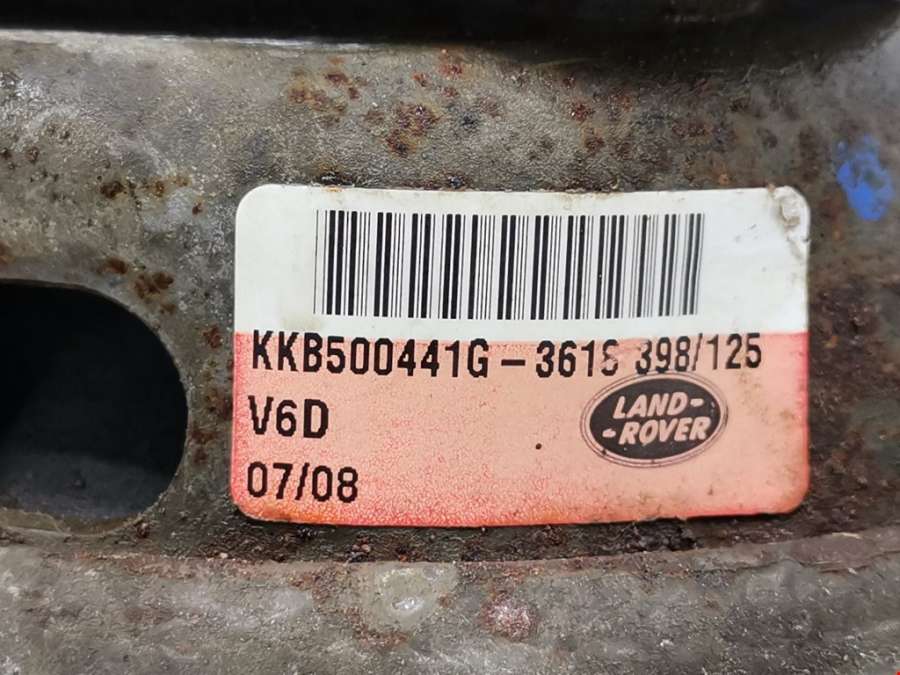 KKB500441G-361S 398/125
V6D
LAND-
-ROVER
07/08